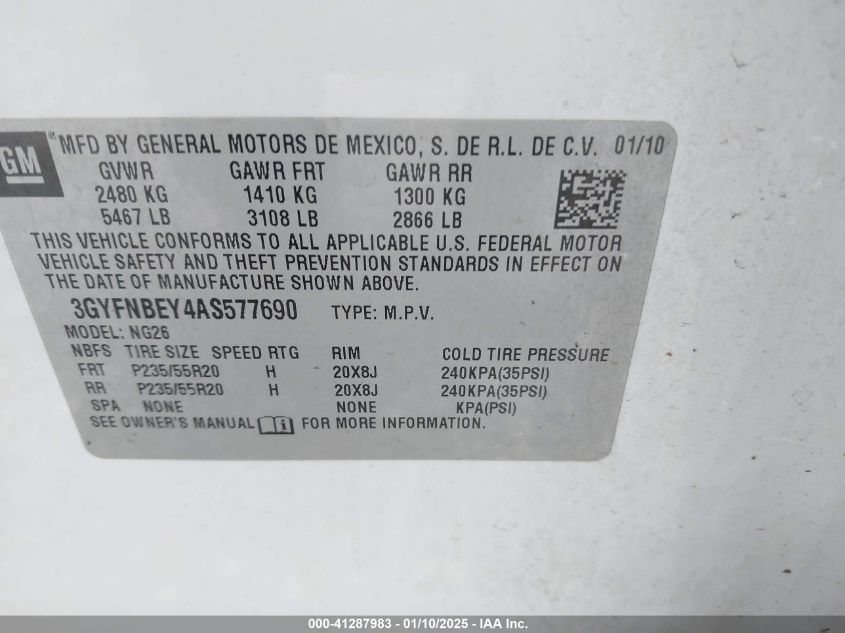 GM
MFD BY GENERAL MOTORS DE MEXICO, S. DE R.L. DE C.V. 01/10
GVWR GAWR FRT GAWR RR
2480 KG 1410 KG 1300 KG
5467 LB 3108 LB 2866 LB
THIS VEHICLE CONFORMS TO ALL APPLICABLE U.S. FEDERAL MOTOR
VEHICLE SAFETY AND THEFT PREVENTION STANDARDS IN EFFECT ON
THE DATE OF MANUFACTURE SHOWN ABOVE.
3GYFNBEY4AS577690 TYPE: M.P.V.
MODEL: NG26
NBFS TIRE SIZE SPEED RTG RIM COLD TIRE PRESSURE
FRT P235/55R20 H 20X8J 240KPA(35PSI)
RR P235/55R20 H 20X8J 240KPA(35PSI)
SPA NONE NONE KPA(PSI)
SEE OWNER'S MANUAL FOR MORE INFORMATION.
000-41287983 - 01/10/2025 - IAA Inc.